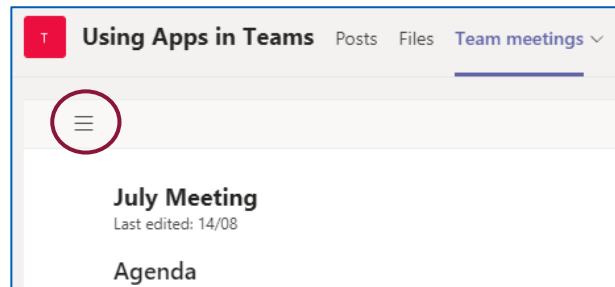 T Using Apps in Teams Posts Files Team meetings
July Meeting
Last edited: 14/08
Agenda